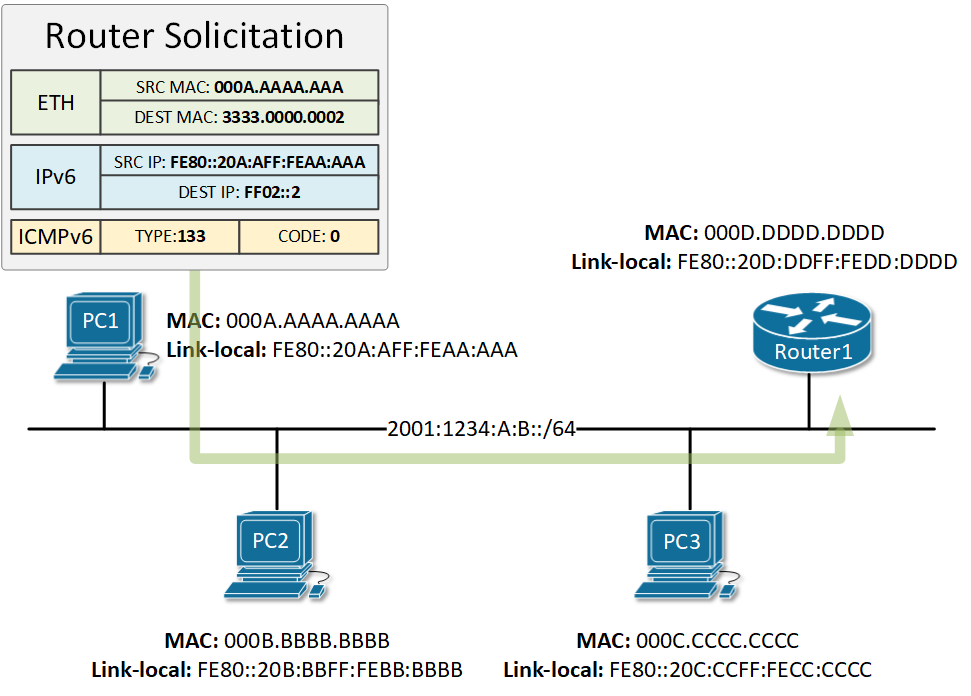 Router Solicitation
ETH
SRC MAC: 000A.AAAA.AAA
DEST MAC: 3333.0000.0002
IPv6
SRC IP: FE80::20A:AFF:FEAA:AAA
DEST IP: FF02::2
ICMPv6 TYPE:133 CODE: 0
MAC: 000D.DDDD.DDDD
Link-local: FE80::20D:DDFF:FEDD:DDDD
PC1
MAC: 000A.AAAA.AAAA
Link-local: FE80::20A:AFF:FEAA:AAA
Router1
2001:1234:A:B::/64
PC2
PC3
MAC: 000B.BBBB.BBBB
Link-local: FE80::20B:BBFF:FEBB:BBBB
MAC: 000C.CCCC.CCCC
Link-local: FE80::20C:CCFF:FECC:CCCC